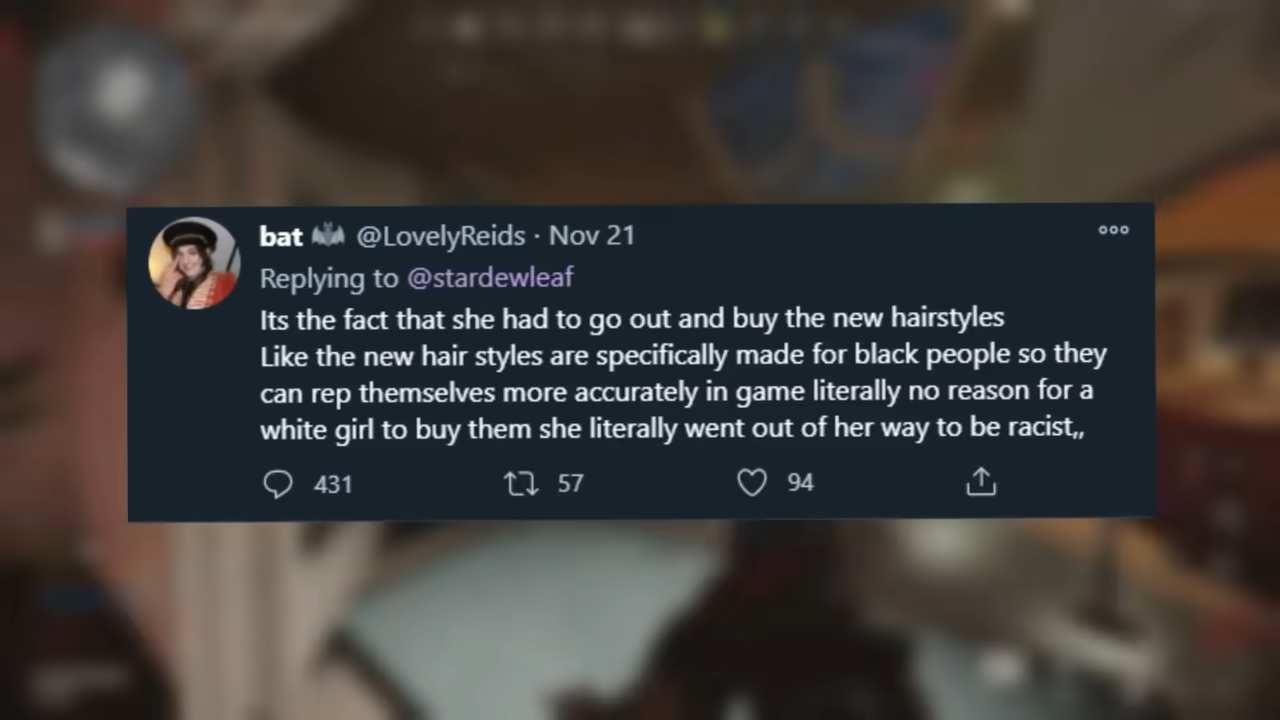 bat 🦇 @LovelyReids · Nov 21
Replying to @stardewleaf
Its the fact that she had to go out and buy the new hairstyles
Like the new hair styles are specifically made for black people so they
can rep themselves more accurately in game literally no reason for a
white girl to buy them she literally went out of her way to be racist,,
431 57 94